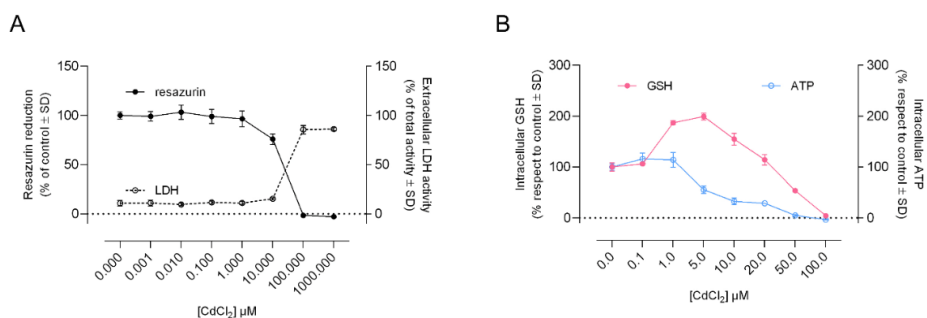 A
150
100
50
0
Resazurin reduction
(% of control ± SD)
resazurin
LDH
150
100
50
0
Extracellular LDH activity
(% of total activity ± SD)
0.000
0.001
0.010
0.100
1.000
10.000
100.000
1000.000
[CdCl₂] µM
B
300
200
100
0
Intracellular GSH
(% respect to control ± SD)
GSH
ATP
300
200
100
0
Intracellular ATP
(% respect to control ± SD)
0.0
0.1
1.0
5.0
10.0
20.0
50.0
100.0
[CdCl₂] µM